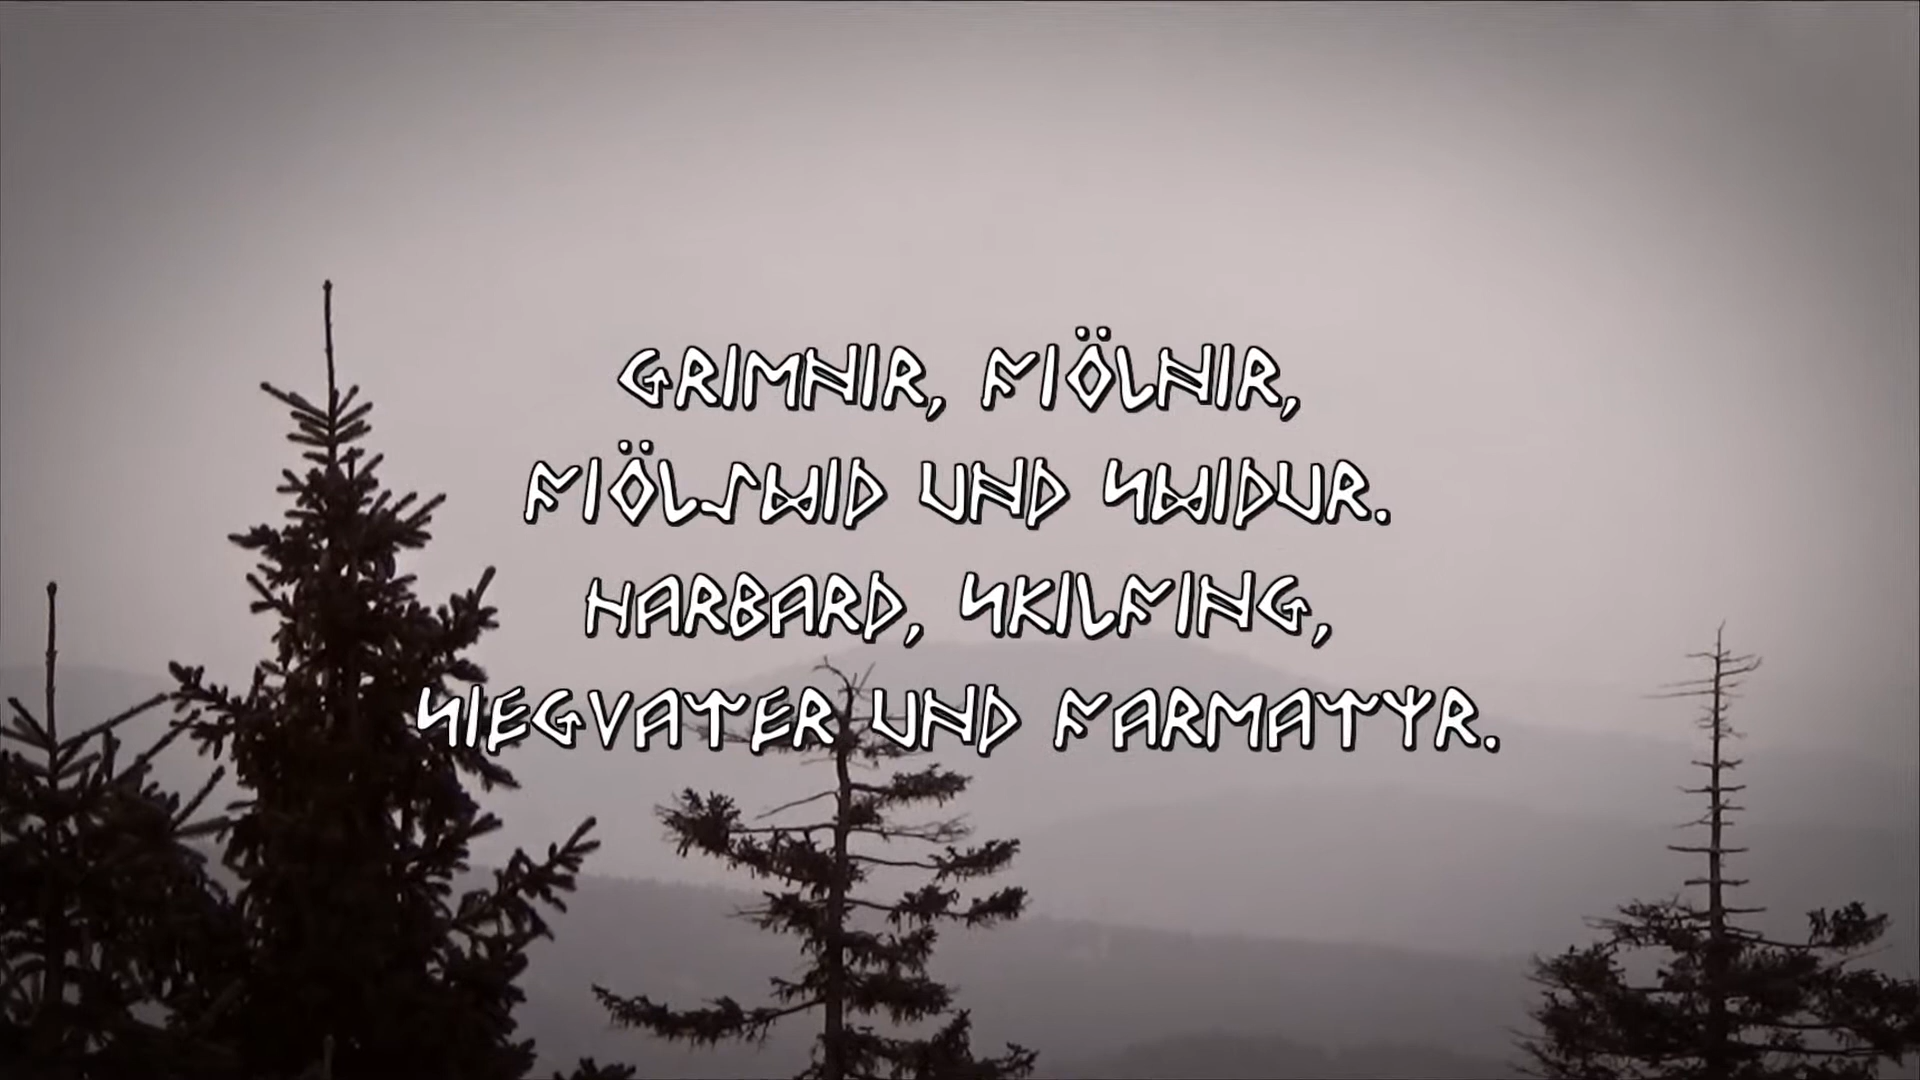 GRIMNIR, FIÖLNIR,
FIÖLSWID UND SWIDUR.
HARBARD, SKILFING,
SIEGVATER UND FARMATYR.